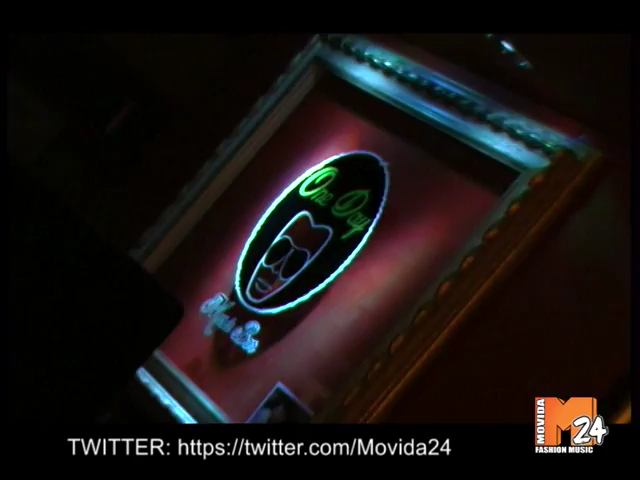 One Day
TWITTER: https://twitter.com/Movida24
MOVIDA
M24
FASHION MUSIC